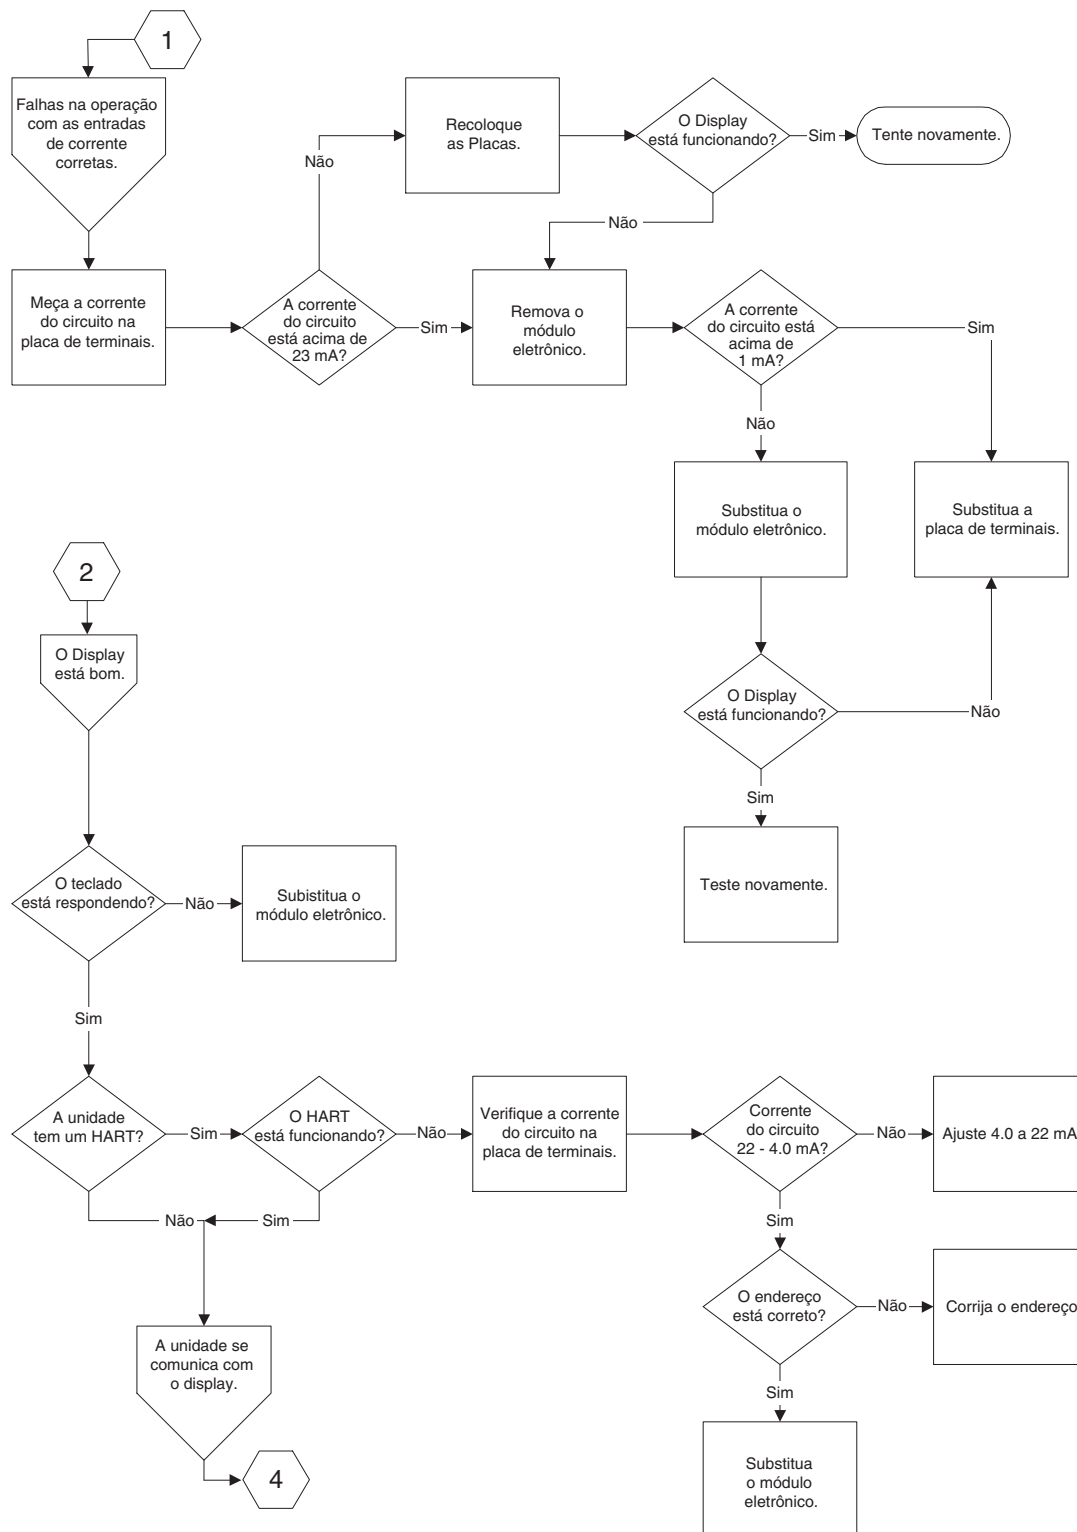 1
Falhas na operação
com as entradas
de corrente
corretas.
Recoloque
as Placas.
O Display
está funcionando?
Sim
Tente novamente.
Não
Não
Meça a corrente
do circuito na
placa de terminais.
A corrente
do circuito
está acima de
23 mA?
Sim
Remova o
módulo
eletrônico.
A corrente
do circuito está
acima de
1 mA?
Sim
Não
Substitua o
módulo eletrônico.
Substitua a
placa de terminais.
2
O Display
está bom.
O Display
está funcionando?
Não
Sim
Teste novamente.
O teclado
está respondendo?
Não
Subistitua o
módulo eletrônico.
Sim
A unidade
tem um HART?
Sim
O HART
está funcionando?
Não
Verifique a corrente
do circuito na
placa de terminais.
Corrente
do circuito
22 - 4.0 mA?
Não
Ajuste 4.0 a 22 mA
Não
Sim
Sim
O endereço
está correto?
Não
Corrija o endereço
A unidade se
comunica com
o display.
Sim
4
Substitua
o módulo
eletrônico.